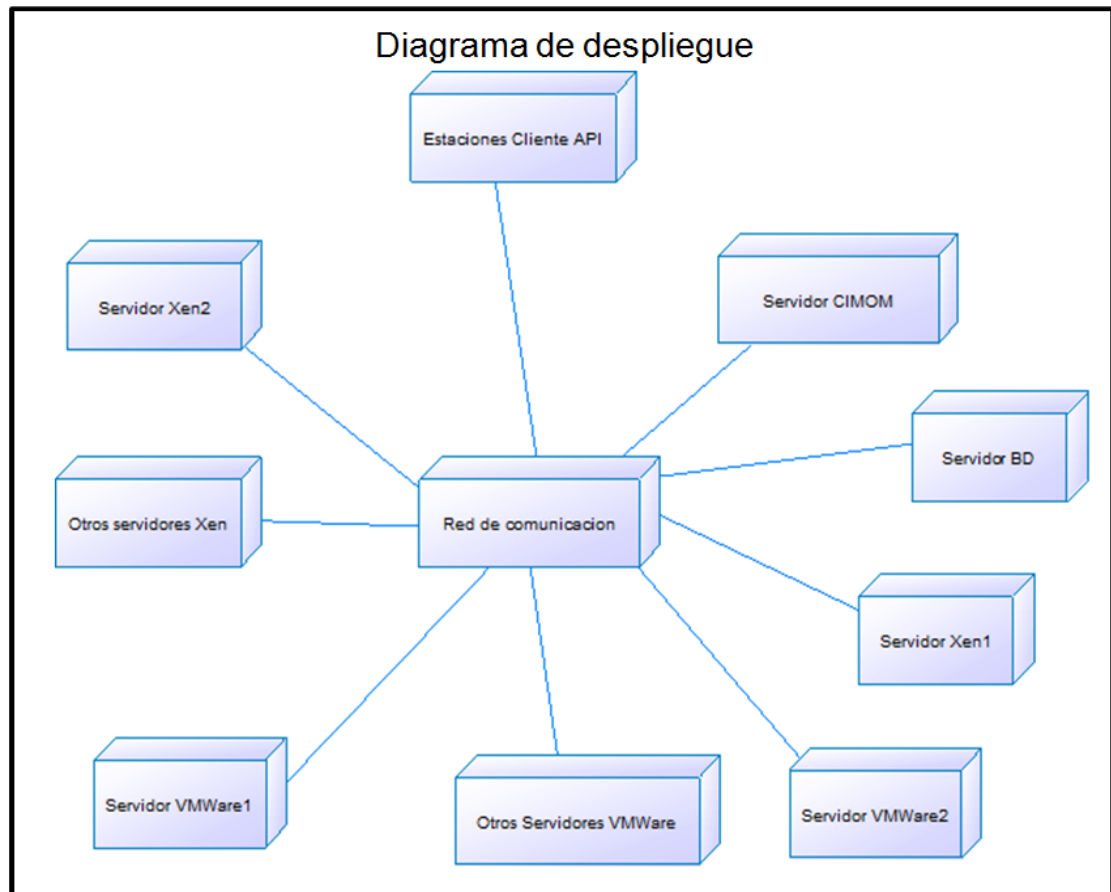 Diagrama de despliegue
Estaciones Cliente API
Servidor Xen2
Servidor CIMOM
Servidor BD
Otros servidores Xen
Red de comunicacion
Servidor Xen1
Servidor VMWare1
Otros Servidores VMWare
Servidor VMWare2